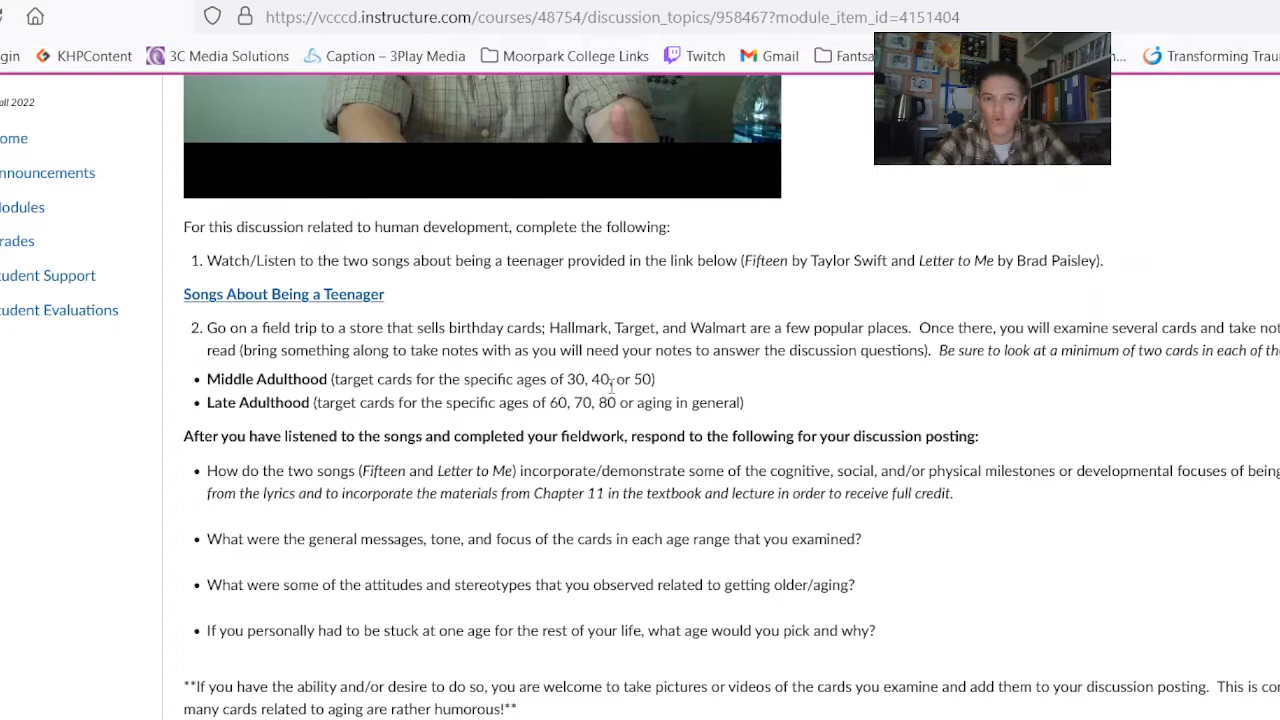 https://vcccd.instructure.com/courses/48754/discussion_topics/958467?module_item_id=4151404
gin KHPContent 3C Media Solutions Caption – 3Play Media Moorpark College Links Twitch Gmail Fantas n... Transforming Trau
all 2022
ome
nnouncements
odules
rades
tudent Support
tudent Evaluations
For this discussion related to human development, complete the following:
1. Watch/Listen to the two songs about being a teenager provided in the link below (Fifteen by Taylor Swift and Letter to Me by Brad Paisley).
Songs About Being a Teenager
2. Go on a field trip to a store that sells birthday cards; Hallmark, Target, and Walmart are a few popular places. Once there, you will examine several cards and take not
read (bring something along to take notes with as you will need your notes to answer the discussion questions). Be sure to look at a minimum of two cards in each of the
• Middle Adulthood (target cards for the specific ages of 30, 40, or 50)
• Late Adulthood (target cards for the specific ages of 60, 70, 80 or aging in general)
After you have listened to the songs and completed your fieldwork, respond to the following for your discussion posting:
• How do the two songs (Fifteen and Letter to Me) incorporate/demonstrate some of the cognitive, social, and/or physical milestones or developmental focuses of being
from the lyrics and to incorporate the materials from Chapter 11 in the textbook and lecture in order to receive full credit.
• What were the general messages, tone, and focus of the cards in each age range that you examined?
• What were some of the attitudes and stereotypes that you observed related to getting older/aging?
• If you personally had to be stuck at one age for the rest of your life, what age would you pick and why?
**If you have the ability and/or desire to do so, you are welcome to take pictures or videos of the cards you examine and add them to your discussion posting. This is con
many cards related to aging are rather humorous!**